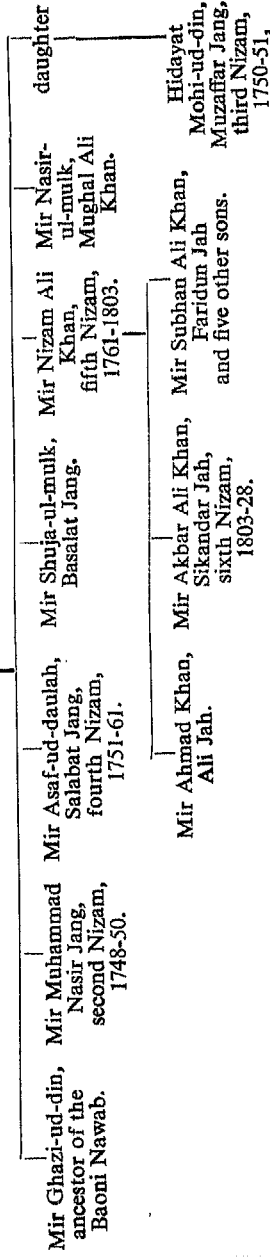 Mir Ghazi-ud-din,
ancestor of the
Baoni Nawab.
Mir Muhammad
Nasir Jang,
second Nizam,
1748-50.
Mir Asaf-ud-daulah,
Salabat Jang,
fourth Nizam,
1751-61.
Mir Shuja-ul-mulk,
Basalat Jang.
Mir Nizam Ali
Khan,
fifth Nizam,
1761-1803.
Mir Nasir-
ul-mulk,
Mughal Ali
Khan.
daughter
Mir Ahmad Khan,
Ali Jah.
Mir Akbar Ali Khan,
Sikandar Jah,
sixth Nizam,
1803-28.
Mir Subhan Ali Khan,
Faridun Jah
and five other sons.
Hidayat
Mohi-ud-din,
Muzaffar Jang,
third Nizam,
1750-51,